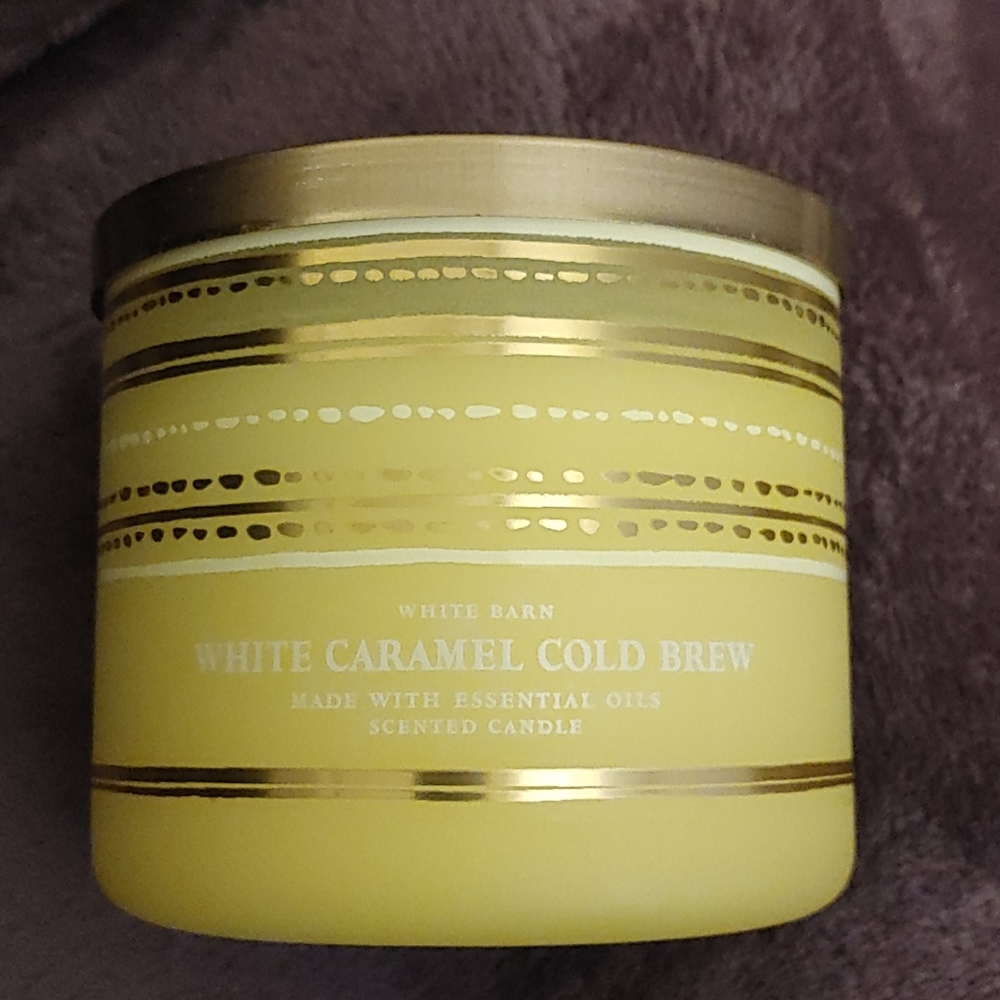 WHITE BARN
WHITE CARAMEL COLD BREW
MADE WITH ESSENTIAL OILS
SCENTED CANDLE